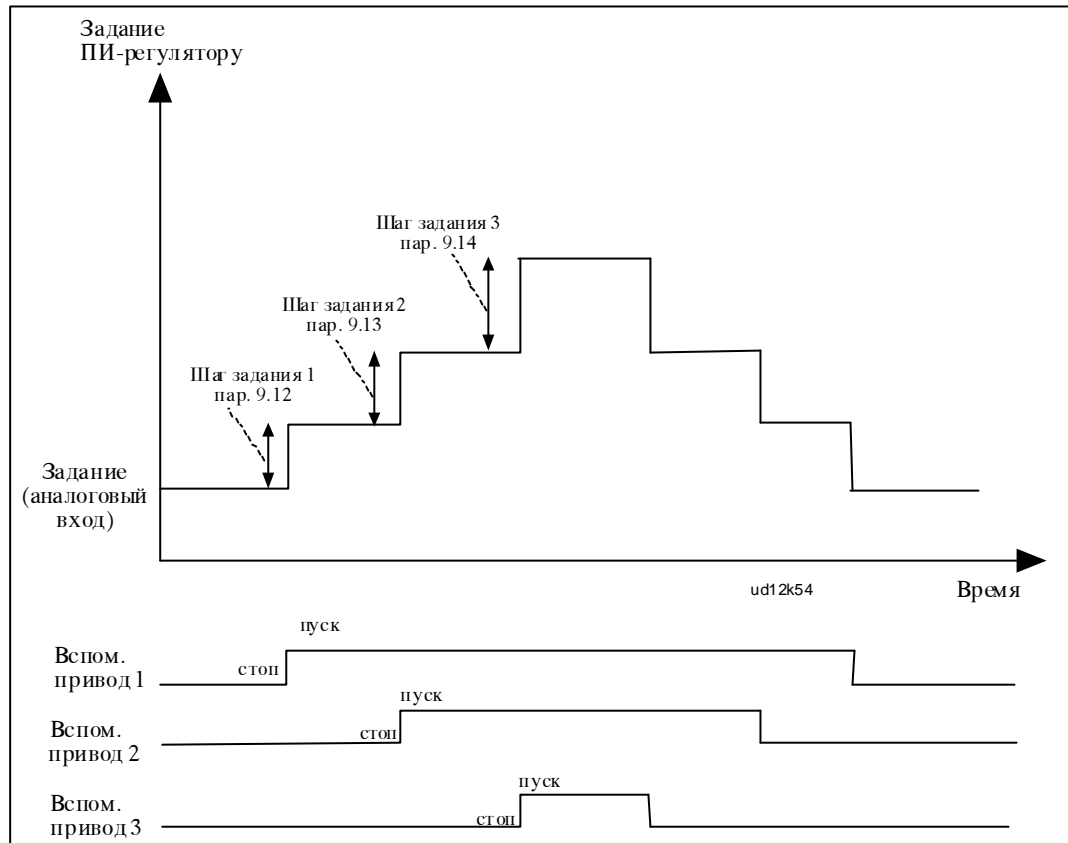 Задание
ПИ-регулятору
Шаг задания 3
пар. 9.14
Шаг задания 2
пар. 9.13
Шаг задания 1
пар. 9.12
Задание
(аналоговый
вход)
ud12k54
Время
пуск
Вспом.
привод 1
стоп
пуск
Вспом.
привод 2
стоп
пуск
Вспом.
привод 3
стоп